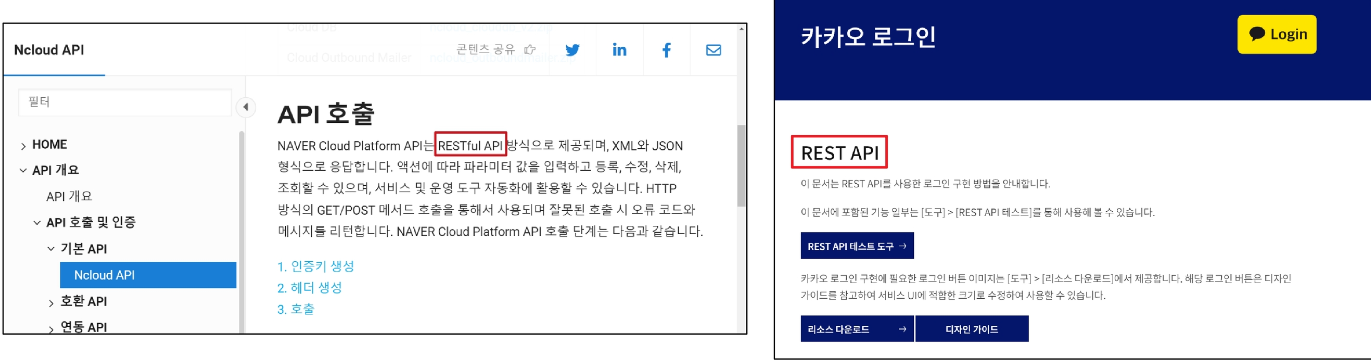 Ncloud API
콘텐츠 공유
Cloud Outbound Mailer
필터
HOME
API 개요
API 개요
API 호출 및 인증
기본 API
Ncloud API
호환 API
연동 API
API 호출
NAVER Cloud Platform API는 RESTful API 방식으로 제공되며, XML와 JSON
형식으로 응답합니다. 액션에 따라 파라미터 값을 입력하고 등록, 수정, 삭제,
조회할 수 있으며, 서비스 및 운영 도구 자동화에 활용할 수 있습니다. HTTP
방식의 GET/POST 메서드 호출을 통해서 사용되며 잘못된 호출 시 오류 코드와
메시지를 리턴합니다. NAVER Cloud Platform API 호출 단계는 다음과 같습니다.
1. 인증키 생성
2. 헤더 생성
3. 호출
카카오 로그인
Login
REST API
이 문서는 REST API를 사용한 로그인 구현 방법을 안내합니다.
이 문서에 포함된 기능 일부는 [도구] > [REST API 테스트]를 통해 사용해 볼 수 있습니다.
REST API 테스트 도구 →
카카오 로그인 구현에 필요한 로그인 버튼 이미지는 [도구] > [리소스 다운로드]에서 제공합니다. 해당 로그인 버튼은 디자인
가이드를 참고하여 서비스 UI에 적합한 크기로 수정하여 사용할 수 있습니다.
리소스 다운로드 →
디자인 가이드